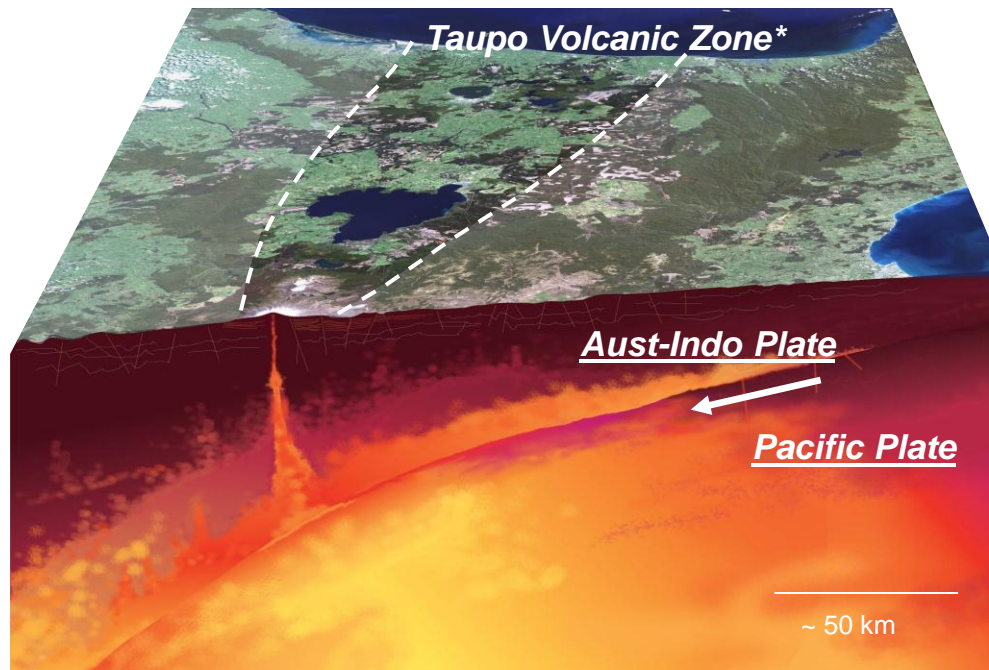 Taupo Volcanic Zone*
Aust-Indo Plate
Pacific Plate
~ 50 km